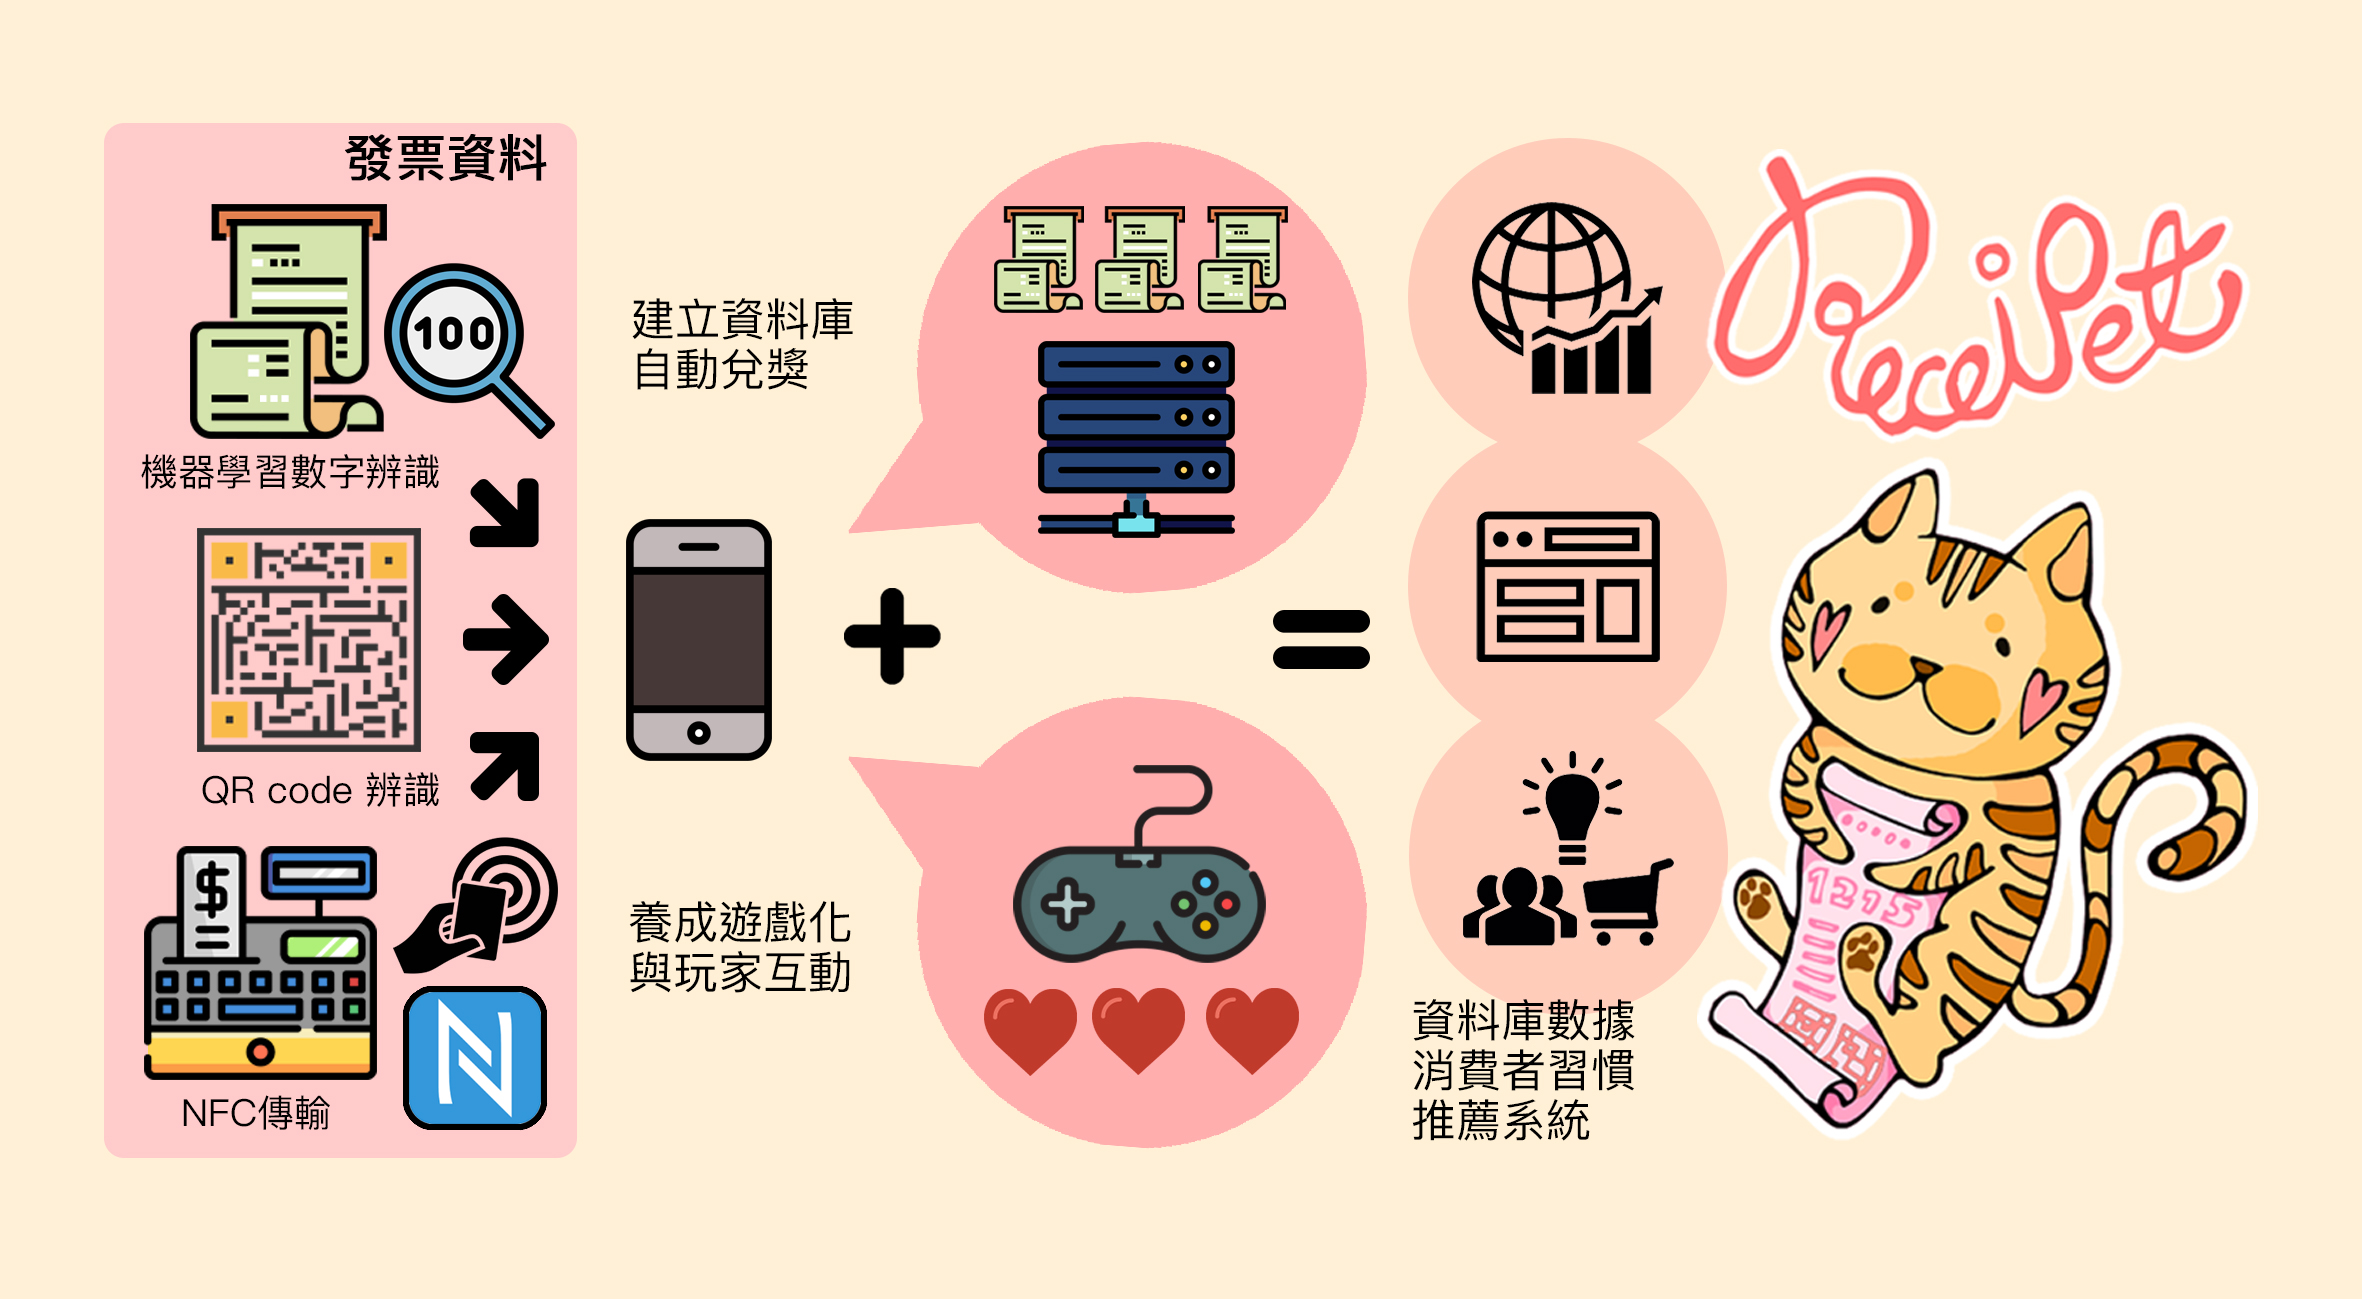 發票資料
100
機器學習數字辨識
QR code 辨識
$
NFC傳輸
建立資料庫
自動兌獎
養成遊戲化
與玩家互動
資料庫數據
消費者習慣
推薦系統
ReceiPet
12,5